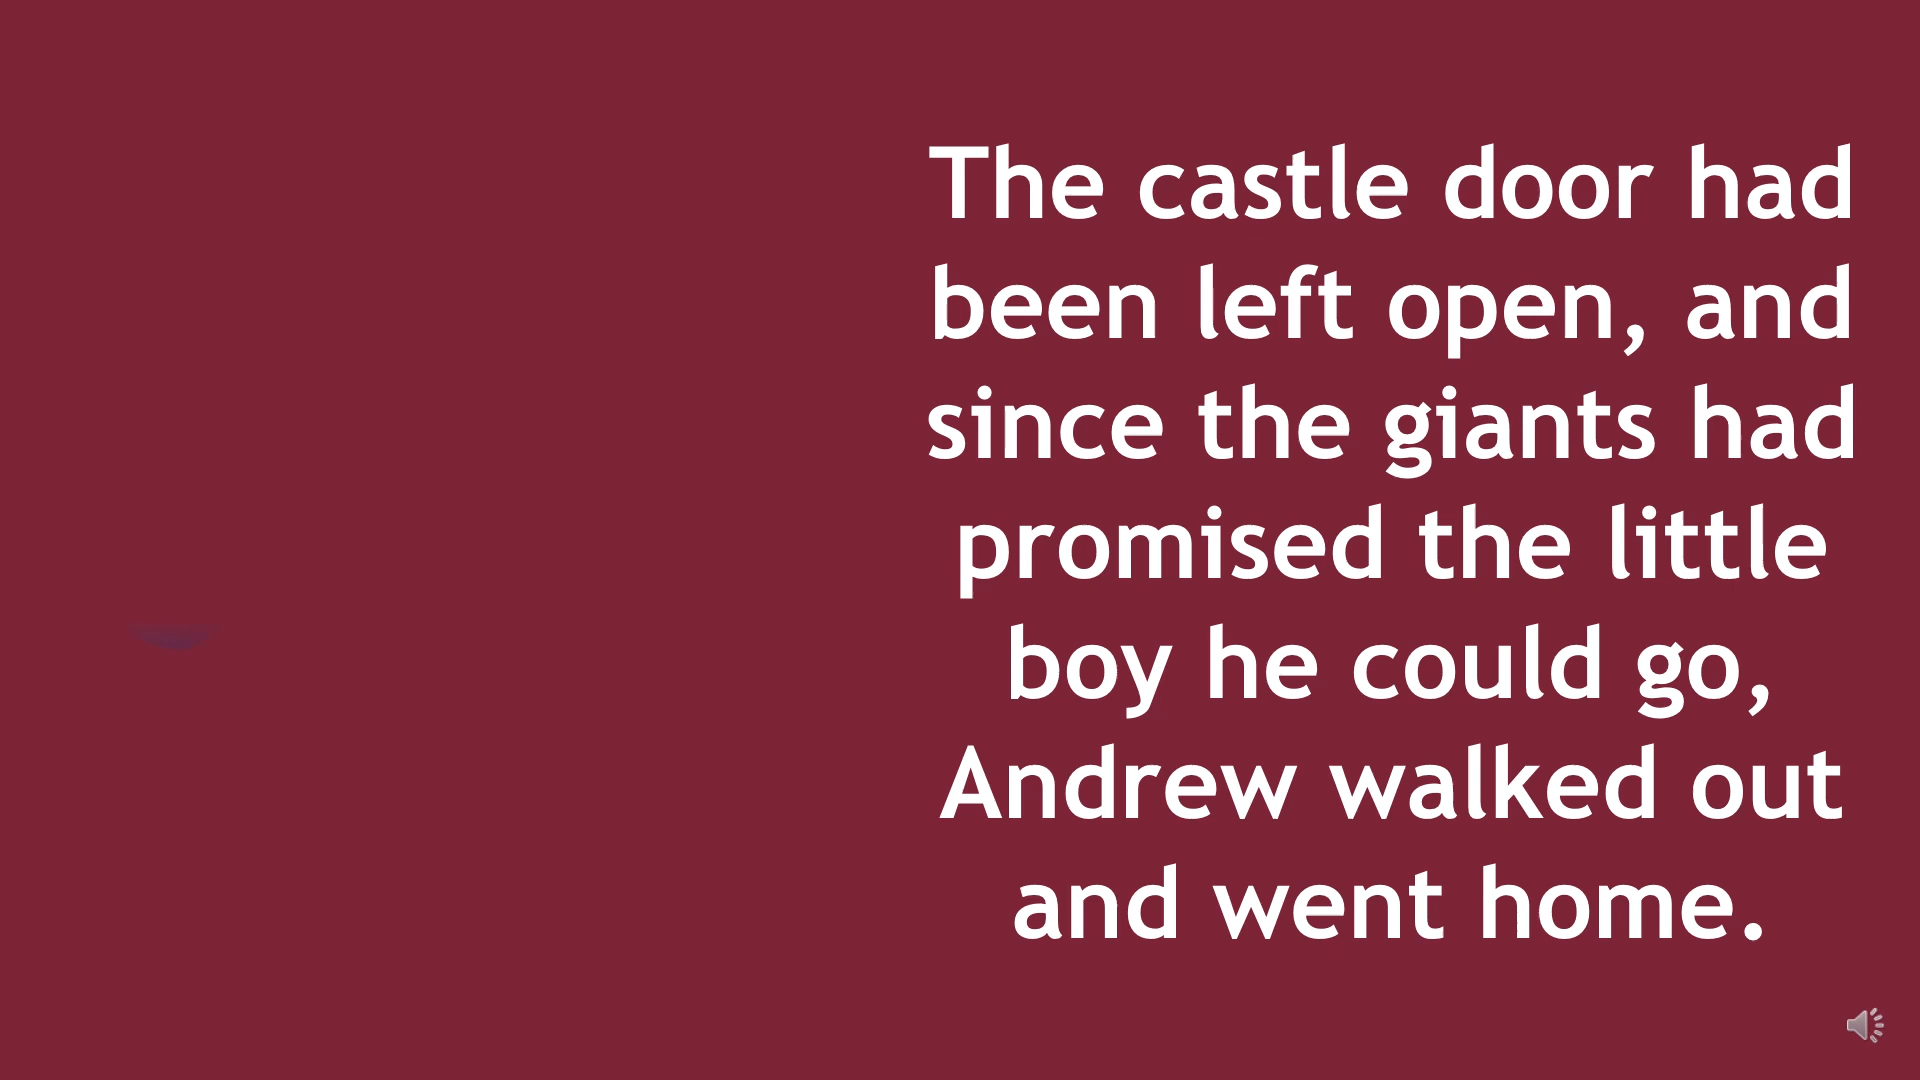 The castle door had
been left open, and
since the giants had
promised the little
boy he could go,
Andrew walked out
and went home.